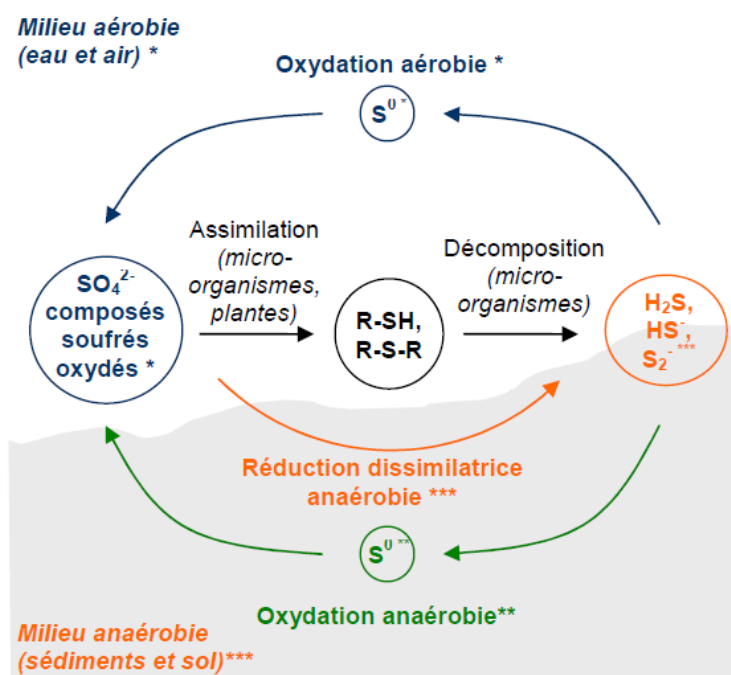 Milieu aérobie
(eau et air) *
Oxydation aérobie *
S⁰ *
Assimilation
(micro-
organismes,
plantes)
Décomposition
(micro-
organismes)
SO₄²⁻
composés
soufrés
oxydés *
R-SH,
R-S-R
H₂S,
HS⁻,
S₂⁻ ***
Réduction dissimilatrice
anaérobie ***
S⁰ **
Oxydation anaérobie**
Milieu anaérobie
(sédiments et sol)***